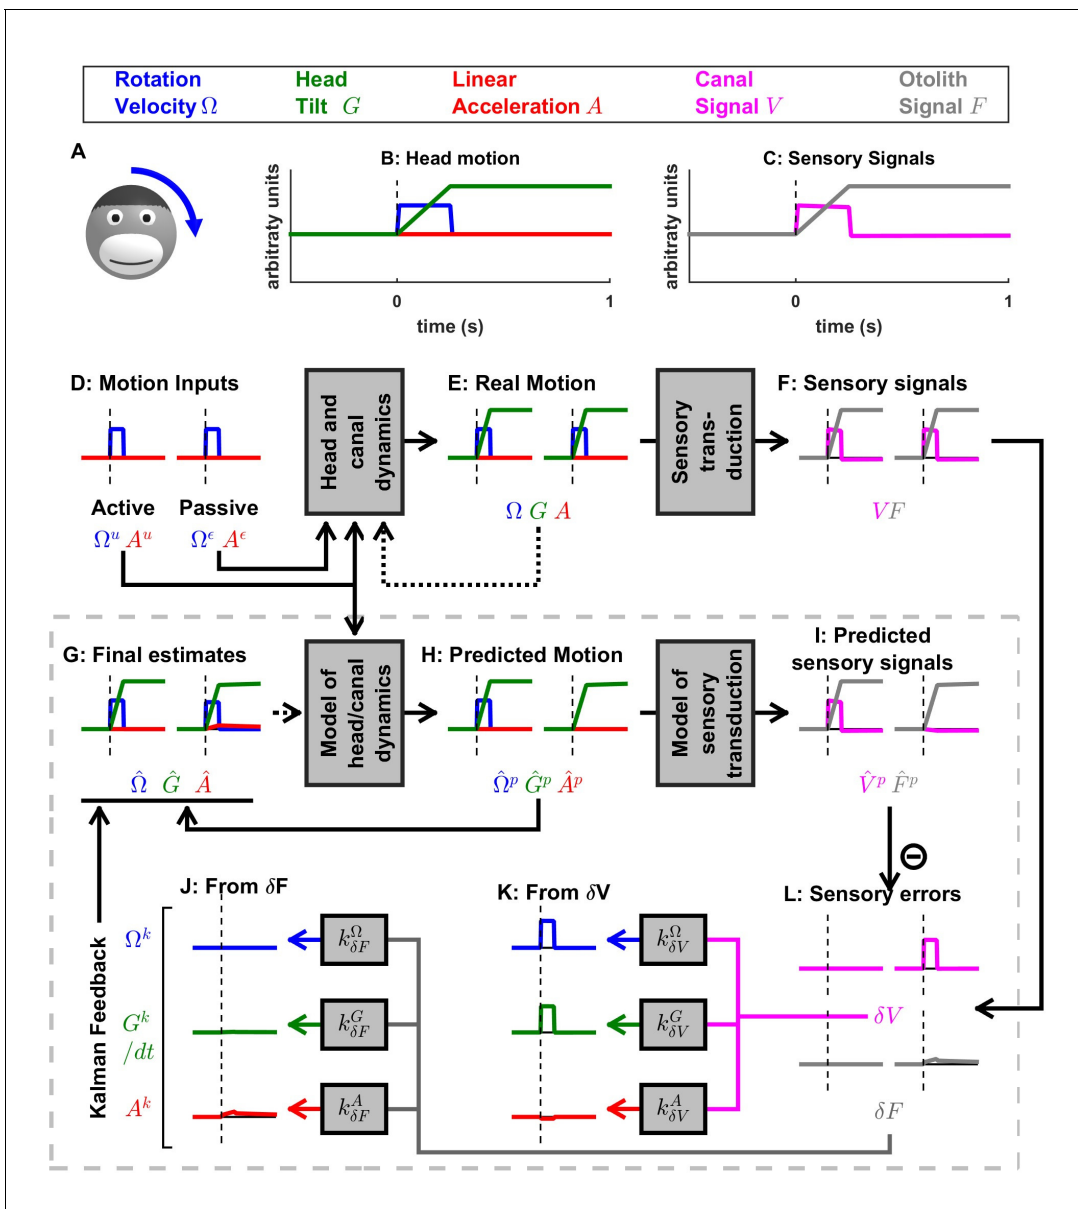 Rotation Velocity Ω
Head Tilt G
Linear Acceleration A
Canal Signal V
Otolith Signal F
A
B: Head motion
arbitraty units
0
1
time (s)
C: Sensory Signals
arbitraty units
0
1
time (s)
D: Motion Inputs
Active
Passive
Ωᵘ Aᵘ
Ω^ϵ A^ϵ
Head and canal dynamics
E: Real Motion
Ω G A
Sensory trans-
duction
F: Sensory signals
VF
G: Final estimates
Ω̂ Ĝ Â
Model of head/canal dynamics
H: Predicted Motion
Ω̂ᵖ Ĝᵖ Âᵖ
Model of sensory transduction
I: Predicted
sensory signals
V̂ᵖ F̂ᵖ
J: From δF
K: From δV
L: Sensory errors
Kalman Feedback
Ωᵏ
Gᵏ
/dt
Aᵏ
k^Ω_δF
k^G_δF
k^A_δF
k^Ω_δV
k^G_δV
k^A_δV
δV
δF